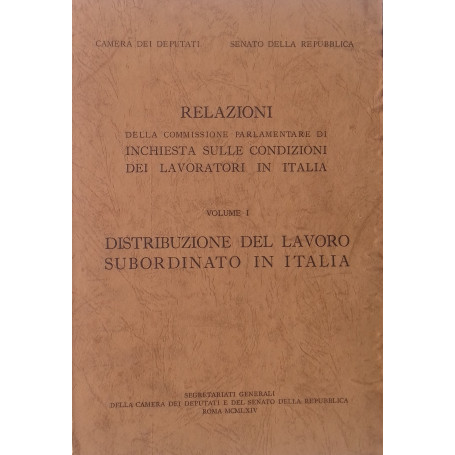 CAMERA DEI DEPUTATI SENATO DELLA REPUBBLICA
RELAZIONI
DELLA COMMISSIONE PARLAMENTARE DI
INCHIESTA SULLE CONDIZIONI
DEI LAVORATORI IN ITALIA
VOLUME I
DISTRIBUZIONE DEL LAVORO
SUBORDINATO IN ITALIA
SEGRETARIATI GENERALI
DELLA CAMERA DEI DEPUTATI E DEL SENATO DELLA REPUBBLICA
ROMA MCMLXIV